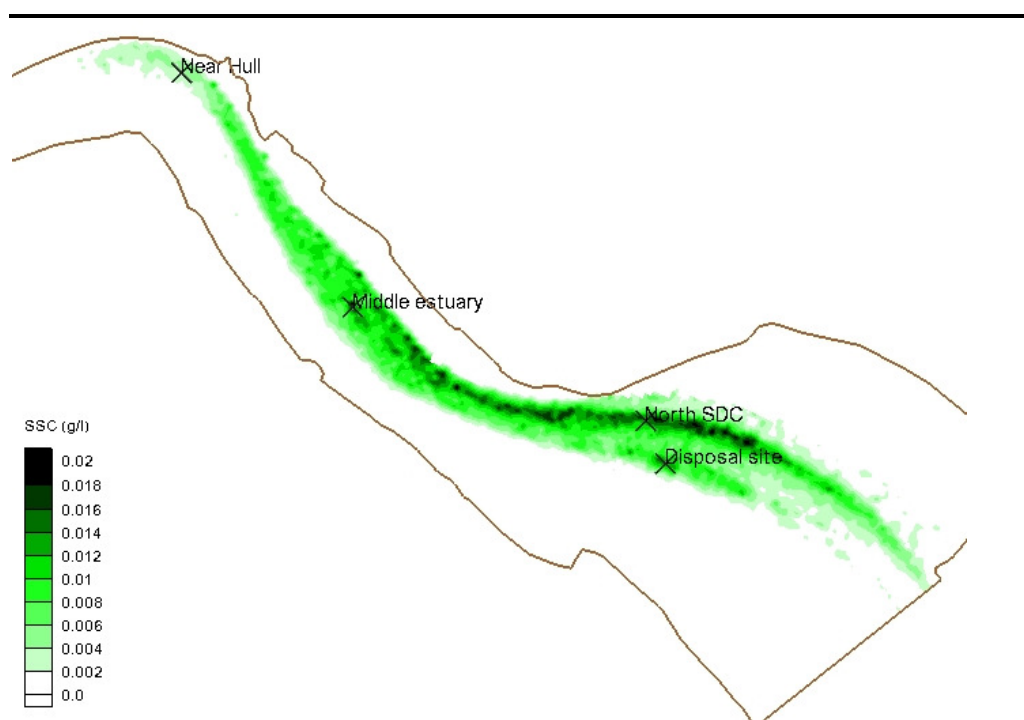 Near Hull
Middle estuary
North SDC
Disposal site
SSC (g/l)
0.02
0.018
0.016
0.014
0.012
0.01
0.008
0.006
0.004
0.002
0.0